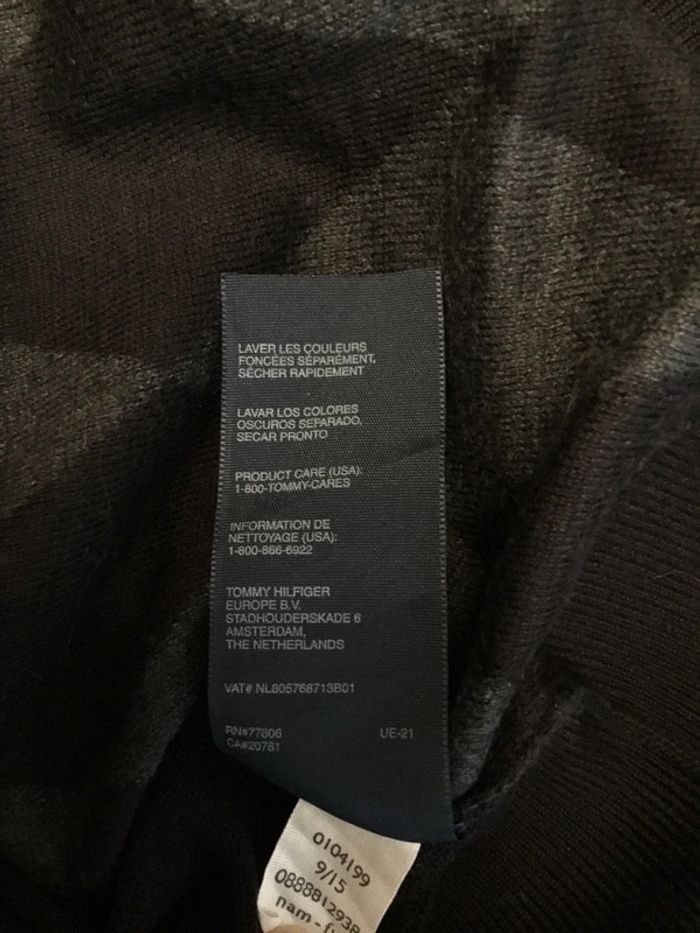 LAVER LES COULEURS
FONCÉES SÉPARÉMENT,
SÉCHER RAPIDEMENT
LAVAR LOS COLORES
OSCUROS SEPARADO,
SECAR PRONTO
PRODUCT CARE (USA):
1-800-TOMMY-CARES
INFORMATION DE
NETTOYAGE (USA):
1-800-866-6922
TOMMY HILFIGER
EUROPE B.V.
STADHOUDERSKADE 6
AMSTERDAM,
THE NETHERLANDS
VAT# NL805768713B01
RN#77806 UE-21
CA#20781
0104199
9/15
0888812938
nam - f